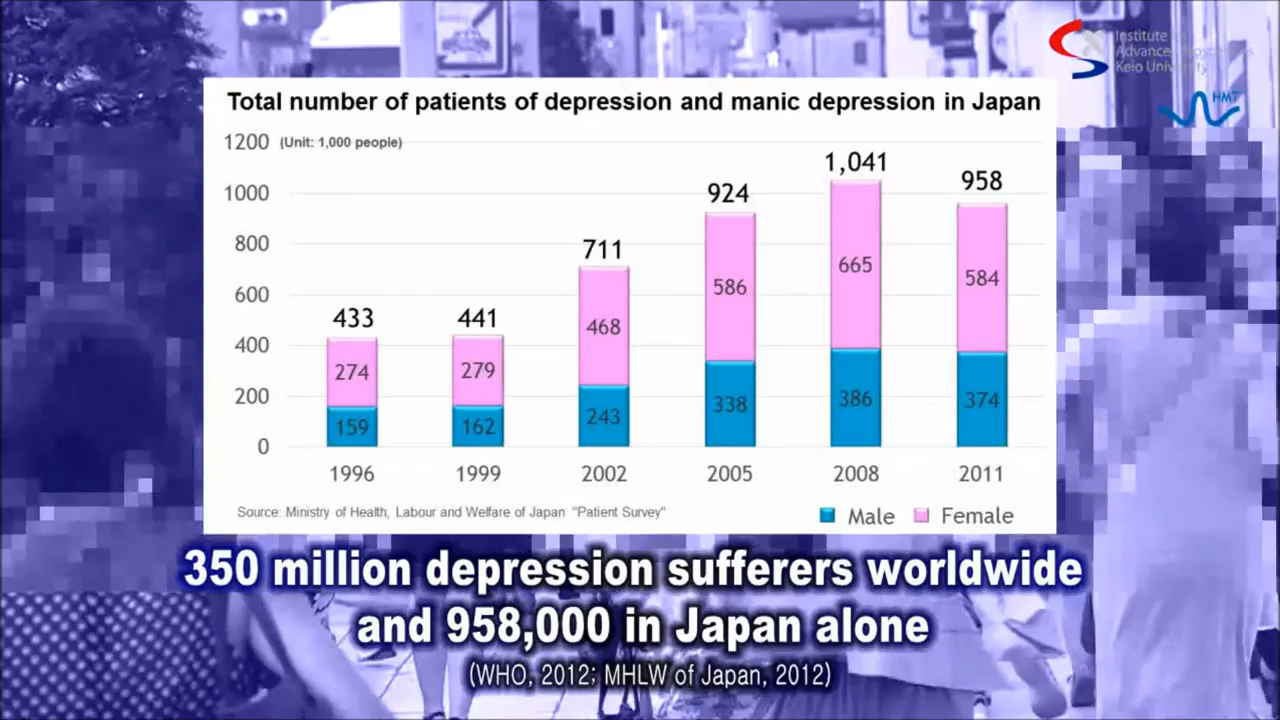 Institute
Advance
Keio University
HMT
Total number of patients of depression and manic depression in Japan
1200 (Unit: 1,000 people)
1000
800
600
400
200
0
433
274
159
441
279
162
711
468
243
924
586
338
1,041
665
386
958
584
374
1996 1999 2002 2005 2008 2011
Source: Ministry of Health, Labour and Welfare of Japan "Patient Survey"
Male Female
350 million depression sufferers worldwide
and 958,000 in Japan alone
(WHO, 2012; MHLW of Japan, 2012)